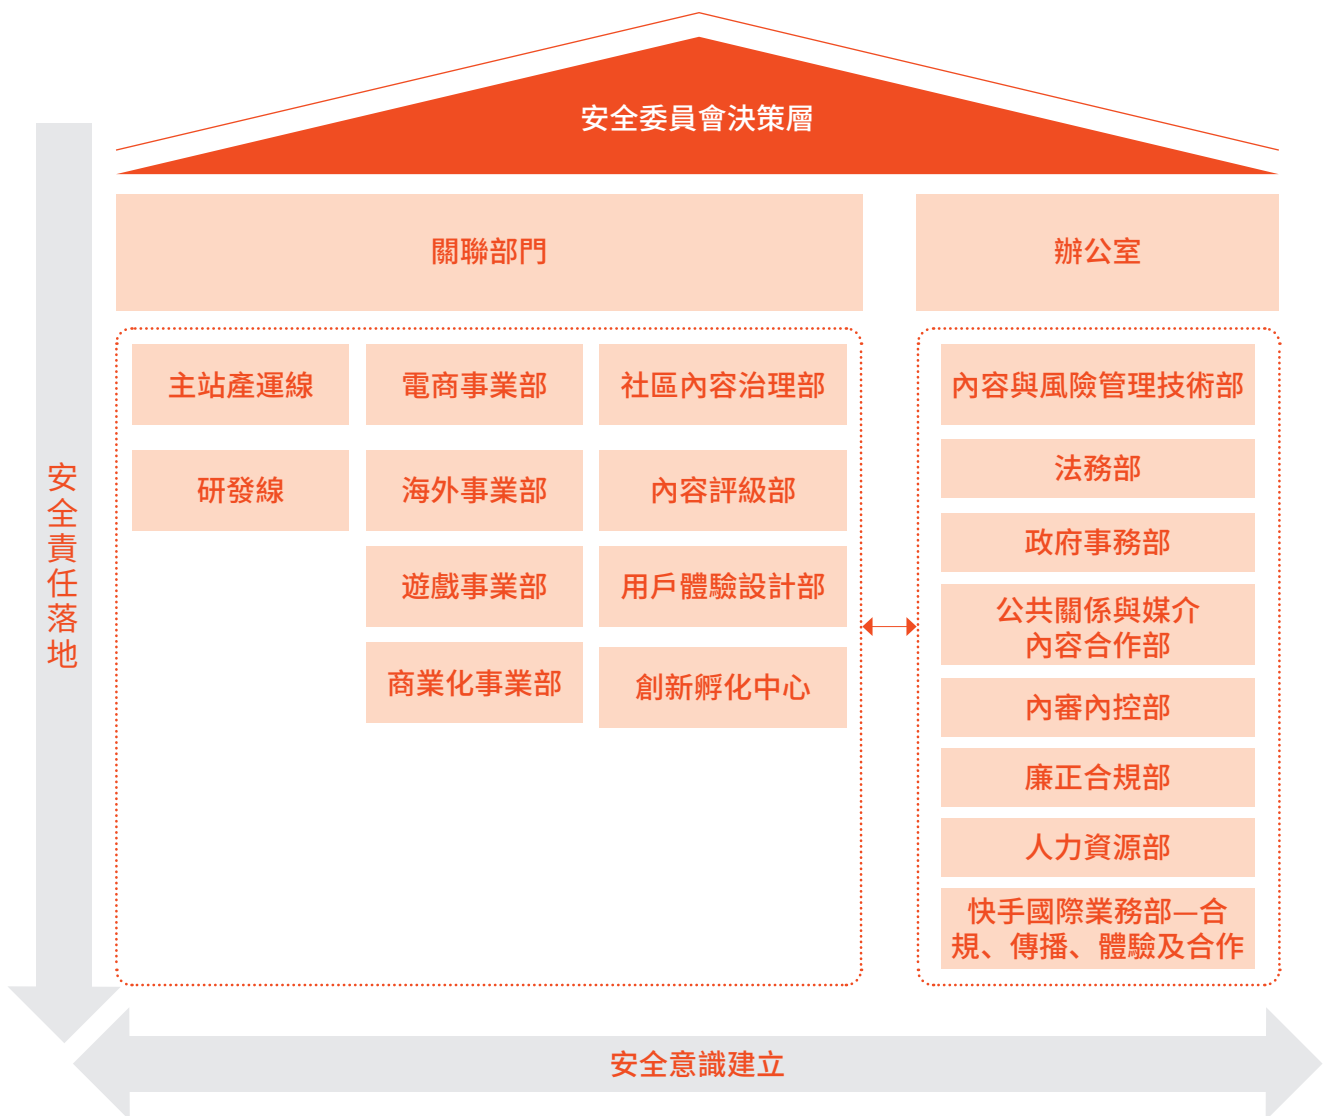 安全委員會決策層
關聯部門
辦公室
主站產運線
電商事業部
社區內容治理部
研發線
海外事業部
內容評級部
遊戲事業部
用戶體驗設計部
商業化事業部
創新孵化中心
內容與風險管理技術部
法務部
政府事務部
公共關係與媒介
內容合作部
內審內控部
廉正合規部
人力資源部
快手國際業務部—合
規、傳播、體驗及合作
安全責任落地
安全意識建立